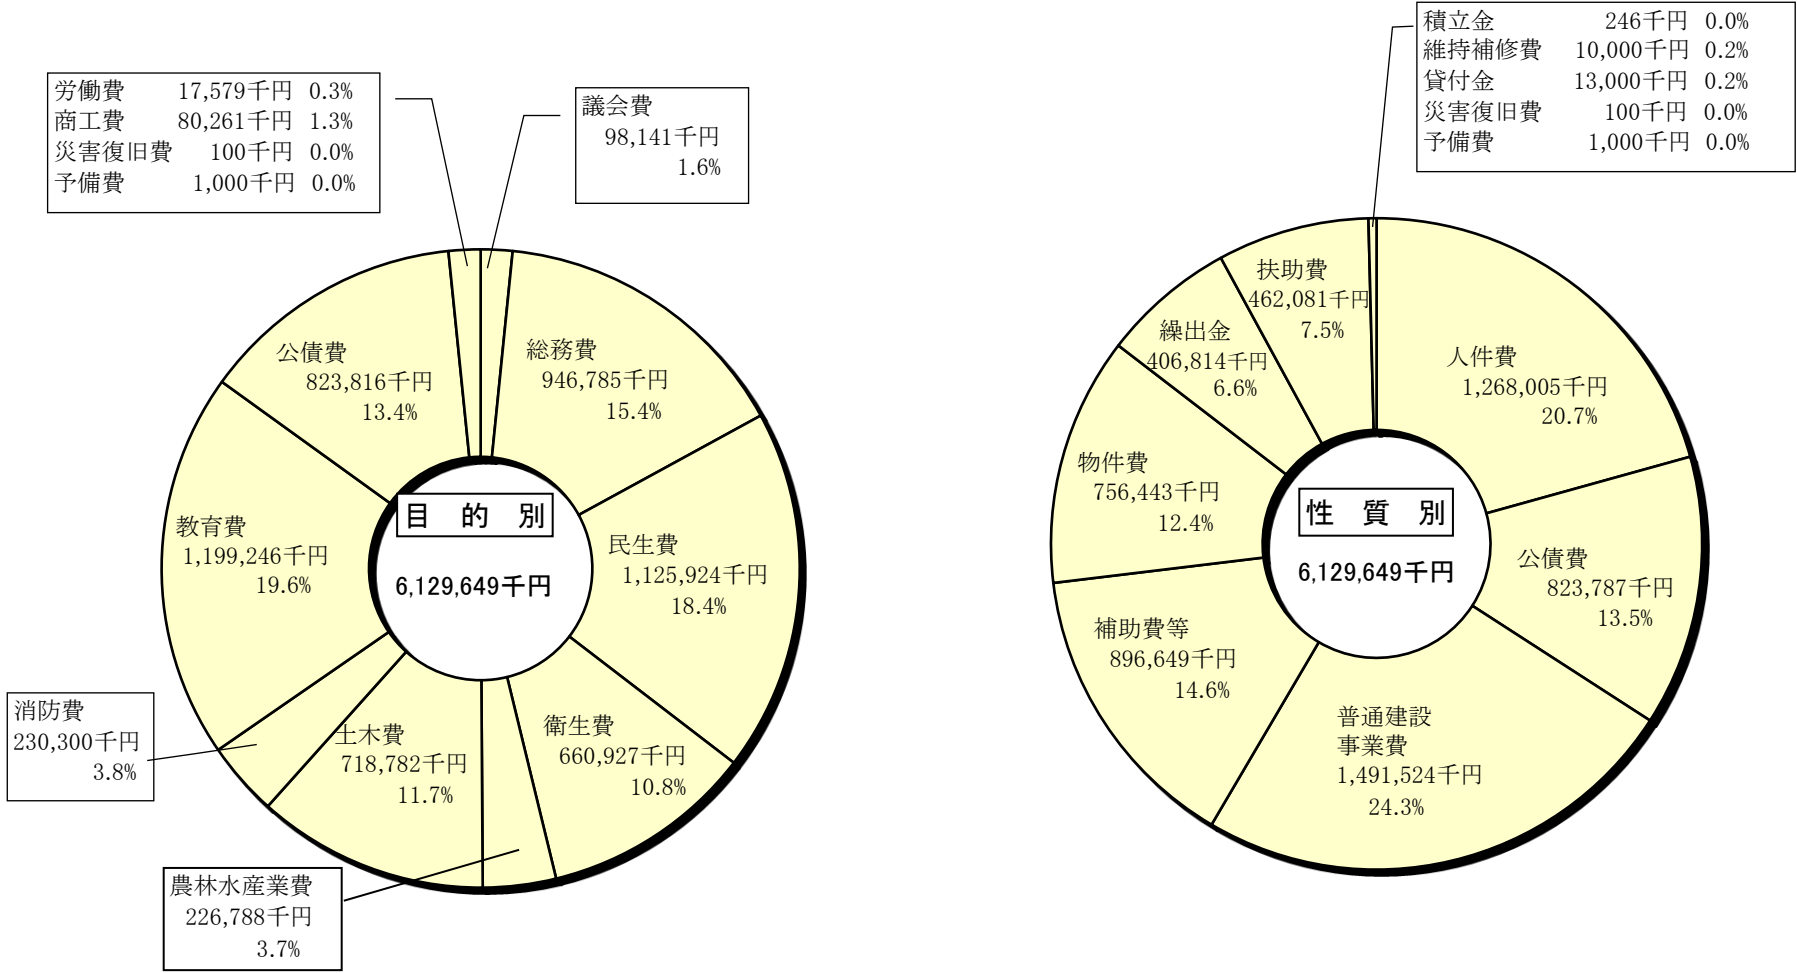 労働費 17,579千円 0.3%
商工費 80,261千円 1.3%
災害復旧費 100千円 0.0%
予備費 1,000千円 0.0%
議会費
98,141千円
1.6%
総務費
946,785千円
15.4%
民生費
1,125,924千円
18.4%
衛生費
660,927千円
10.8%
農林水産業費
226,788千円
3.7%
土木費
718,782千円
11.7%
消防費
230,300千円
3.8%
教育費
1,199,246千円
19.6%
公債費
823,816千円
13.4%
目 的 別
6,129,649千円
積立金 246千円 0.0%
維持補修費 10,000千円 0.2%
貸付金 13,000千円 0.2%
災害復旧費 100千円 0.0%
予備費 1,000千円 0.0%
人件費
1,268,005千円
20.7%
公債費
823,787千円
13.5%
普通建設
事業費
1,491,524千円
24.3%
補助費等
896,649千円
14.6%
物件費
756,443千円
12.4%
繰出金
406,814千円
6.6%
扶助費
462,081千円
7.5%
性 質 別
6,129,649千円